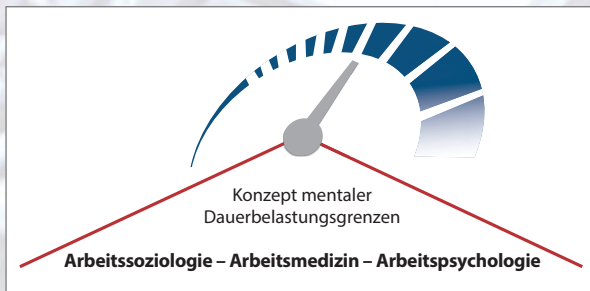 Konzept mentaler
Dauerbelastungsgrenzen
Arbeitssoziologie – Arbeitsmedizin – Arbeitspsychologie